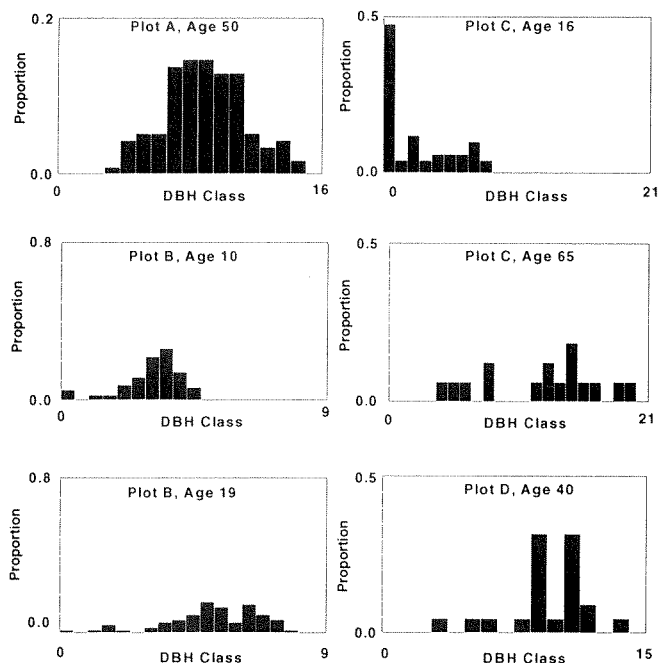 Plot A, Age 50
0.2
Proportion
0.0
0
DBH Class
16
Plot C, Age 16
0.5
Proportion
0.0
0
DBH Class
21
Plot B, Age 10
0.8
Proportion
0.0
0
DBH Class
9
Plot C, Age 65
0.5
Proportion
0.0
0
DBH Class
21
Plot B, Age 19
0.8
Proportion
0.0
0
DBH Class
9
Plot D, Age 40
0.5
Proportion
0.0
0
DBH Class
15